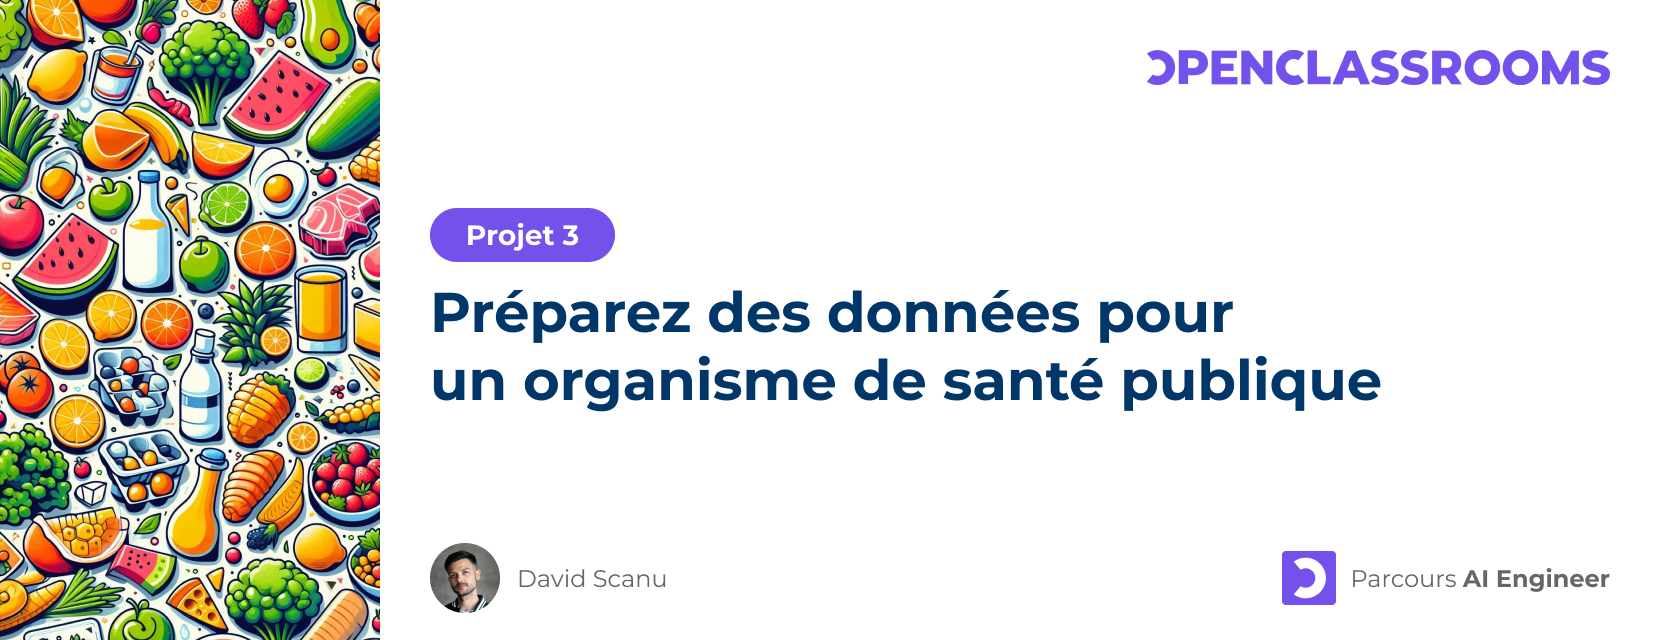 OPENCLASSROOMS
Projet 3
Préparez des données pour
un organisme de santé publique
David Scanu
Parcours AI Engineer